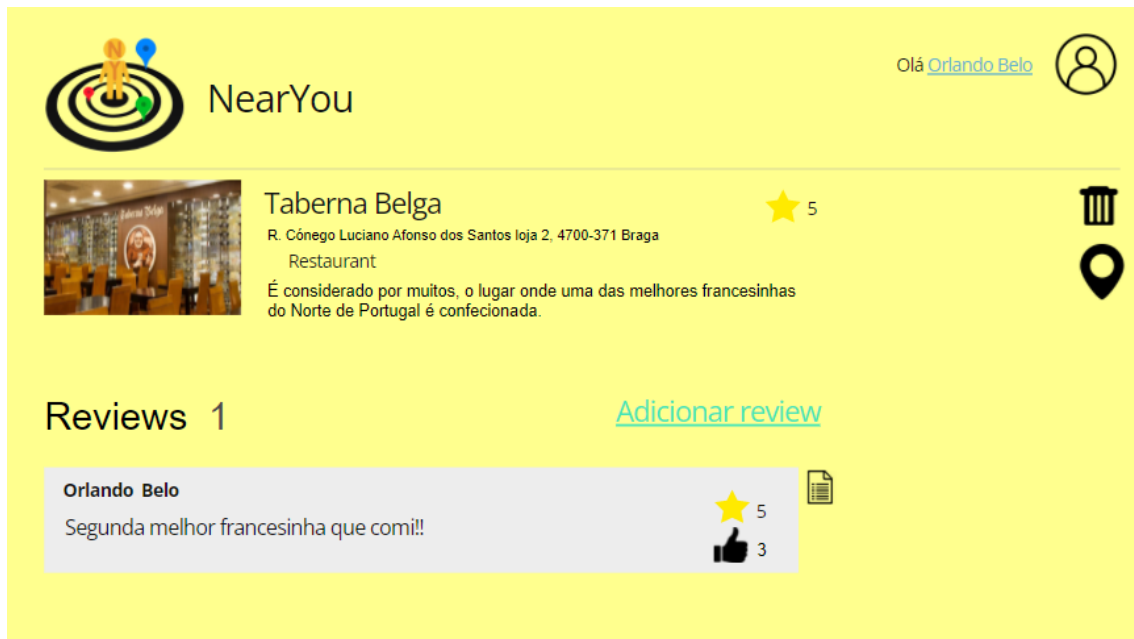 N Y
NearYou
Olá Orlando Belo
Taberna Belga
Taberna Belga
5
R. Cónego Luciano Afonso dos Santos loja 2, 4700-371 Braga
Restaurant
É considerado por muitos, o lugar onde uma das melhores francesinhas
do Norte de Portugal é confecionada.
Reviews 1
Adicionar review
Orlando Belo
5
Segunda melhor francesinha que comi!!
3